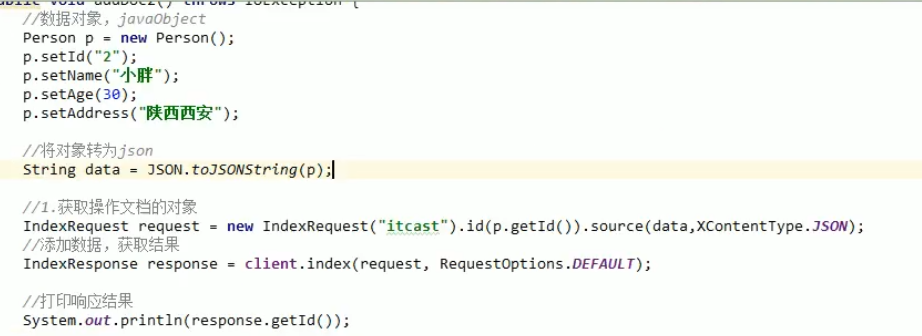 public void addDoc2() throws IOException {
//数据对象，javaObject
Person p = new Person();
p.setId("2");
p.setName("小胖");
p.setAge(30);
p.setAddress("陕西西安");
//将对象转为json
String data = JSON.toJSONString(p);
//1.获取操作文档的对象
IndexRequest request = new IndexRequest("itcast").id(p.getId()).source(data,XContentType.JSON);
//添加数据，获取结果
IndexResponse response = client.index(request, RequestOptions.DEFAULT);
//打印响应结果
System.out.println(response.getId());